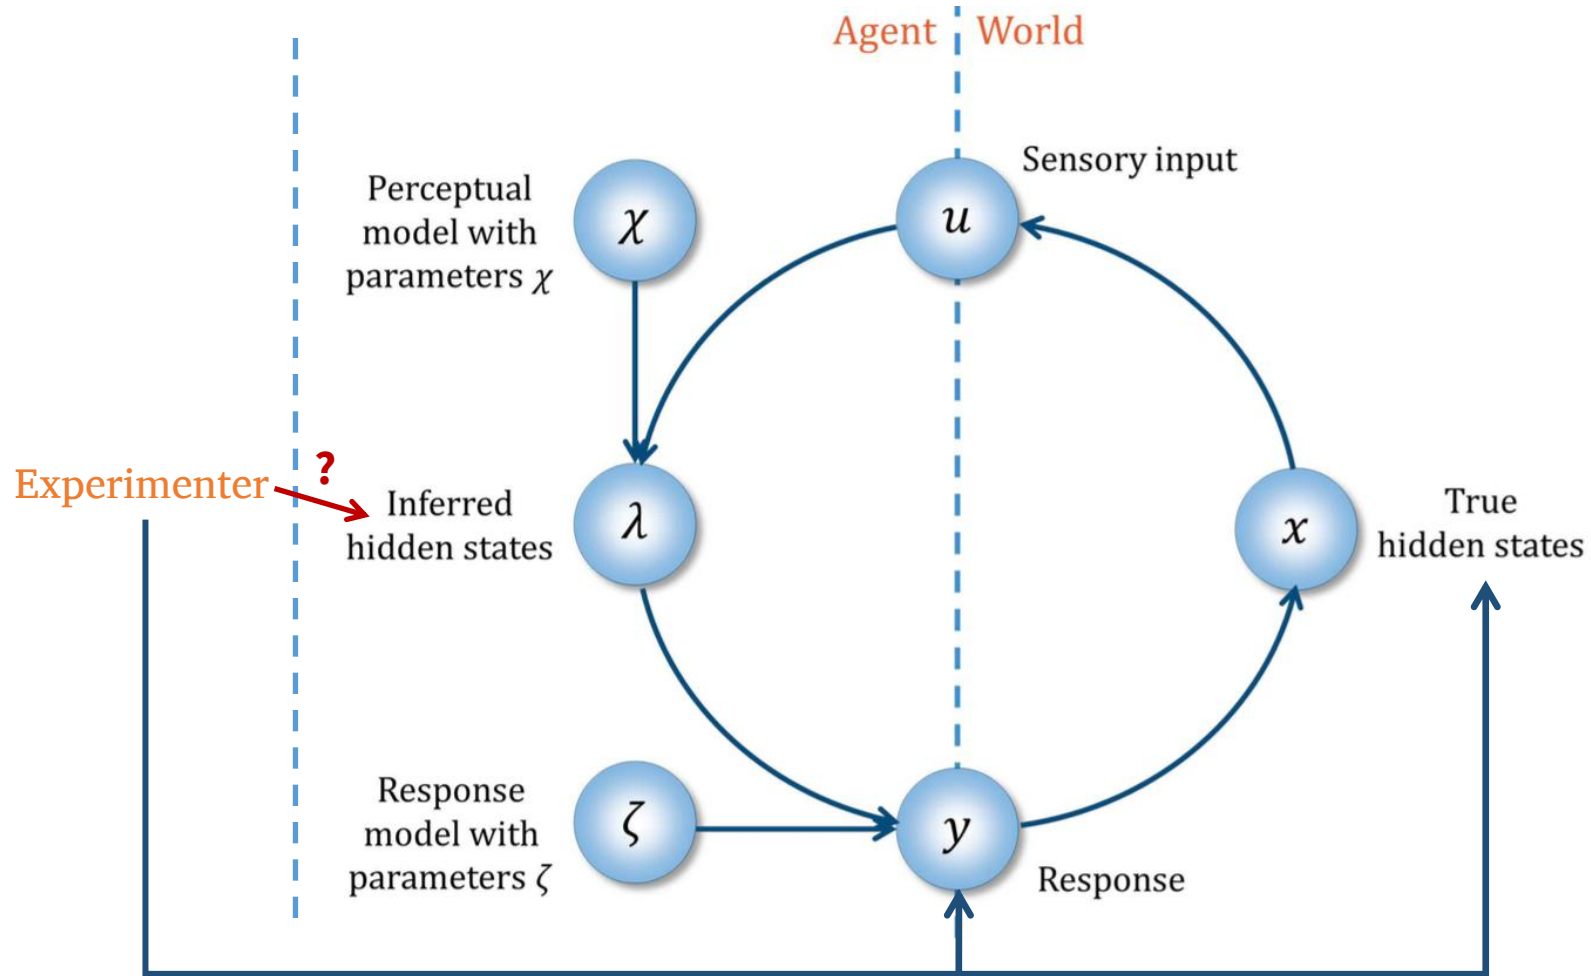 Agent
World
Sensory input
Perceptual
model with
parameters χ
χ
u
Experimenter
?
Inferred
hidden states
λ
x
True
hidden states
Response
model with
parameters ζ
ζ
y
Response